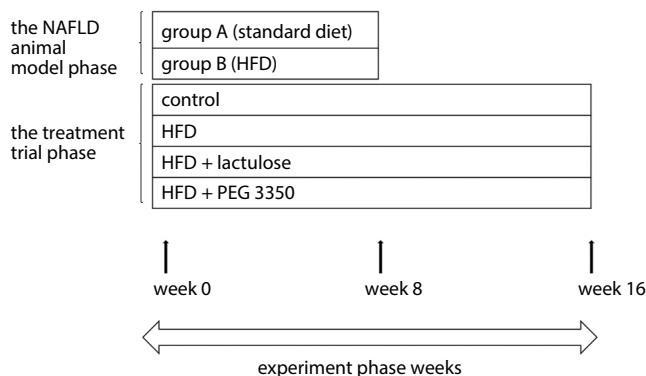 the NAFLD
animal
model phase
group A (standard diet)
group B (HFD)
the treatment
trial phase
control
HFD
HFD + lactulose
HFD + PEG 3350
week 0
week 8
week 16
experiment phase weeks